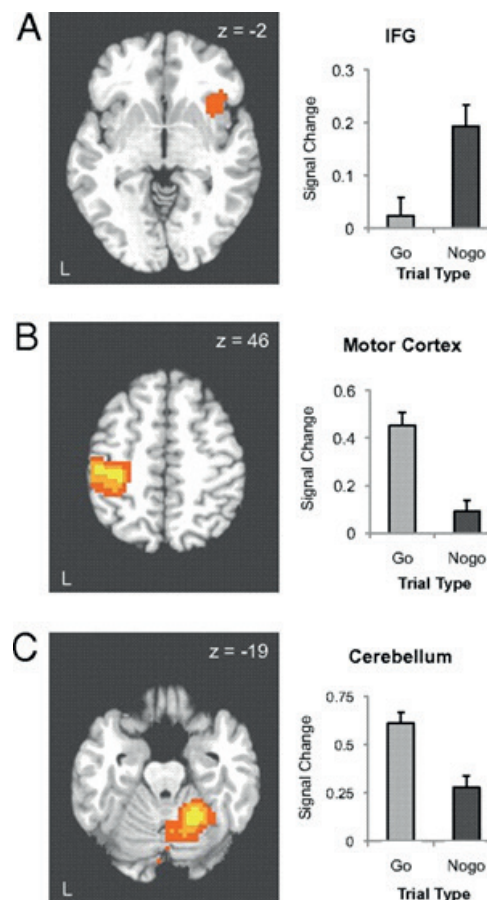 A
z = -2
L
IFG
Signal Change
0.3
0.2
0.1
0
Go Nogo
Trial Type
B
z = 46
L
Motor Cortex
Signal Change
0.6
0.4
0.2
0
Go Nogo
Trial Type
C
z = -19
L
Cerebellum
Signal Change
0.75
0.5
0.25
0
Go Nogo
Trial Type